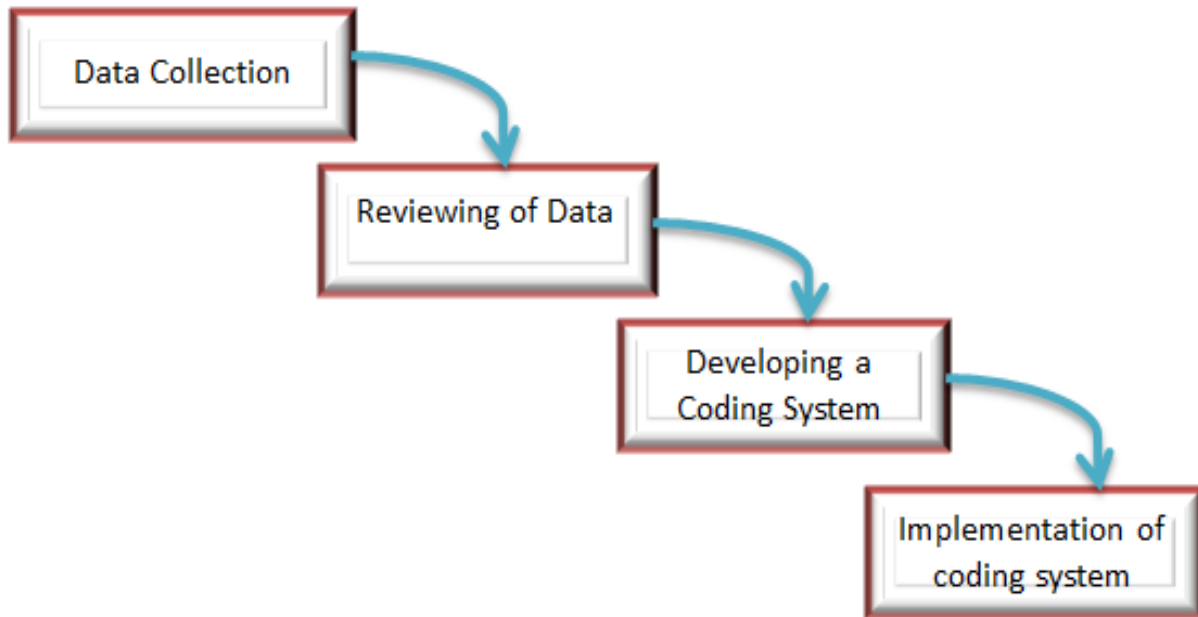 Data Collection
Reviewing of Data
Developing a
Coding System
Implementation of
coding system